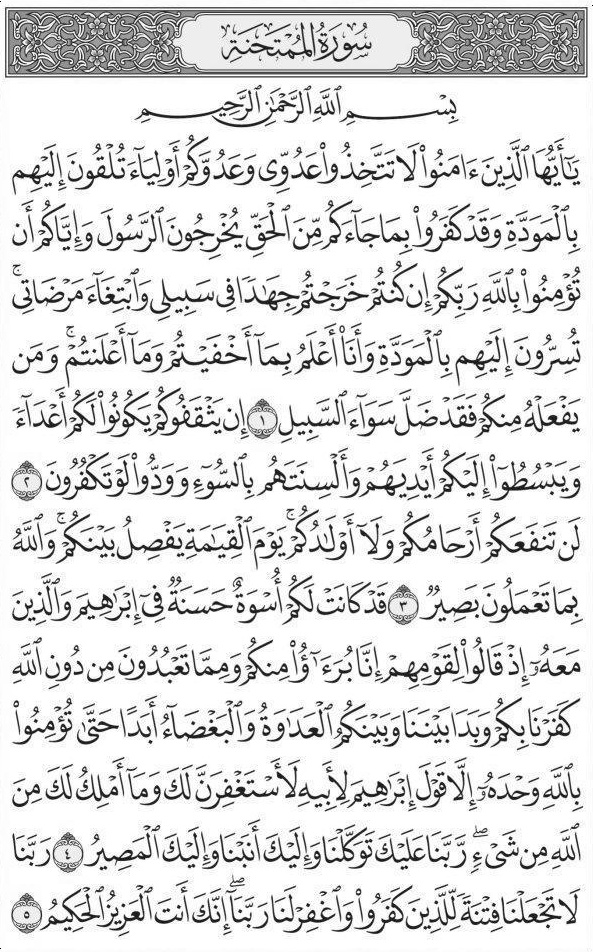 سُورَةُ المُمْتَحنَةِ
بِسْمِ ٱللَّهِ ٱلرَّحْمَٰنِ ٱلرَّحِيمِ
يَٰٓأَيُّهَا ٱلَّذِينَ ءَامَنُوا۟ لَا تَتَّخِذُوا۟ عَدُوِّى وَعَدُوَّكُمْ أَوْلِيَآءَ تُلْقُونَ إِلَيْهِم
بِٱلْمَوَدَّةِ وَقَدْ كَفَرُوا۟ بِمَا جَآءَكُم مِّنَ ٱلْحَقِّ يُخْرِجُونَ ٱلرَّسُولَ وَإِيَّاكُمْ أَن
تُؤْمِنُوا۟ بِٱللَّهِ رَبِّكُمْ إِن كُنتُمْ خَرَجْتُمْ جِهَٰدًا فِى سَبِيلِى وَٱبْتِغَآءَ مَرْضَاتِى ۚ
تُسِرُّونَ إِلَيْهِم بِٱلْمَوَدَّةِ وَأَنَا۠ أَعْلَمُ بِمَآ أَخْفَيْتُمْ وَمَآ أَعْلَنتُمْ ۚ وَمَن
يَفْعَلْهُ مِنكُمْ فَقَدْ ضَلَّ سَوَآءَ ٱلسَّبِيلِ ١ إِن يَثْقَفُوكُمْ يَكُونُوا۟ لَكُمْ أَعْدَآءً
وَيَبْسُطُوٓا۟ إِلَيْكُمْ أَيْدِيَهُمْ وَأَلْسِنَتَهُم بِٱلسُّوٓءِ وَوَدُّوا۟ لَوْ تَكْفُرُونَ ٢
لَن تَنفَعَكُمْ أَرْحَامُكُمْ وَلَآ أَوْلَٰدُكُمْ ۚ يَوْمَ ٱلْقِيَٰمَةِ يَفْصِلُ بَيْنَكُمْ ۚ وَٱللَّهُ
بِمَا تَعْمَلُونَ بَصِيرٌ ٣ قَدْ كَانَتْ لَكُمْ أُسْوَةٌ حَسَنَةٌ فِىٓ إِبْرَٰهِيمَ وَٱلَّذِينَ
مَعَهُۥٓ إِذْ قَالُوا۟ لِقَوْمِهِمْ إِنَّا بُرَءَٰٓؤُا۟ مِنكُمْ وَمِمَّا تَعْبُدُونَ مِن دُونِ ٱللَّهِ
كَفَرْنَا بِكُمْ وَبَدَا بَيْنَنَا وَبَيْنَكُمُ ٱلْعَدَٰوَةُ وَٱلْبَغْضَآءُ أَبَدًا حَتَّىٰ تُؤْمِنُوا۟
بِٱللَّهِ وَحْدَهُۥٓ إِلَّا قَوْلَ إِبْرَٰهِيمَ لِأَبِيهِ لَأَسْتَغْفِرَنَّ لَكَ وَمَآ أَمْلِكُ لَكَ مِنَ
ٱللَّهِ مِن شَىْءٍ ۖ رَّبَّنَا عَلَيْكَ تَوَكَّلْنَا وَإِلَيْكَ أَنَبْنَا وَإِلَيْكَ ٱلْمَصِيرُ ٤ رَبَّنَا
لَا تَجْعَلْنَا فِتْنَةً لِّلَّذِينَ كَفَرُوا۟ وَٱغْفِرْ لَنَا رَبَّنَآ ۖ إِنَّكَ أَنتَ ٱلْعَزِيزُ ٱلْحَكِيمُ ٥